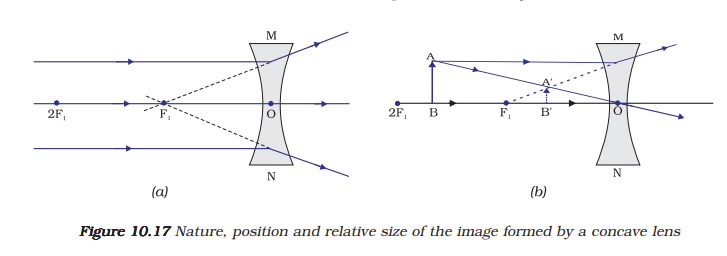 M
2F₁
F₁
O
N
(a)
M
A
A'
2F₁
B
F₁
B'
O
N
(b)
Figure 10.17 Nature, position and relative size of the image formed by a concave lens